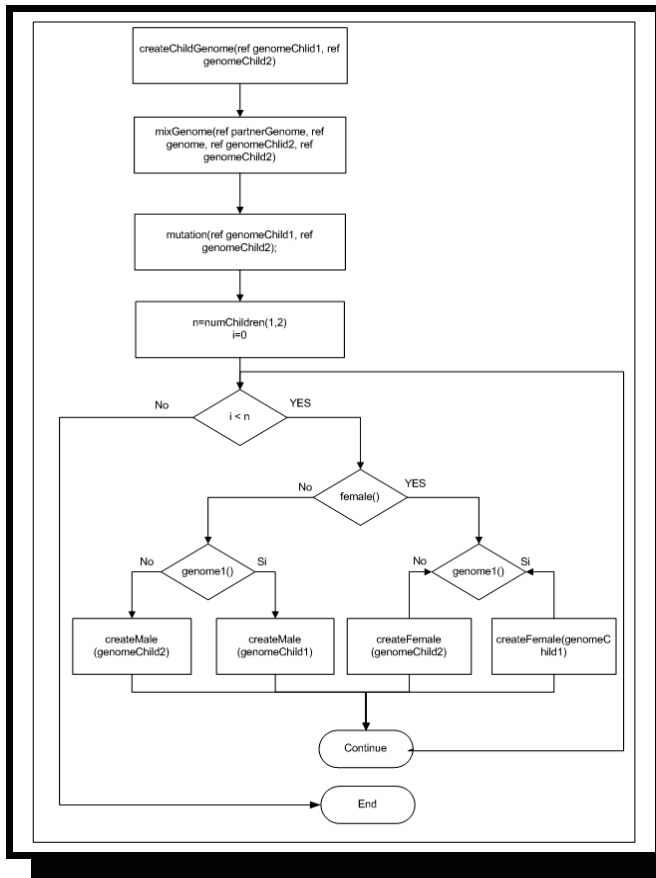 createChildGenome(ref genomeChlid1, ref
genomeChild2)
mixGenome(ref partnerGenome, ref
genome, ref genomeChlid2, ref
genomeChild2)
mutation(ref genomeChild1, ref
genomeChild2);
n=numChildren(1,2)
i=0
No
YES
i < n
No
YES
female()
No
Si
genome1()
No
Si
genome1()
createMale
(genomeChild2)
createMale
(genomeChild1)
createFemale
(genomeChild2)
createFemale(genomeC
hild1)
Continue
End